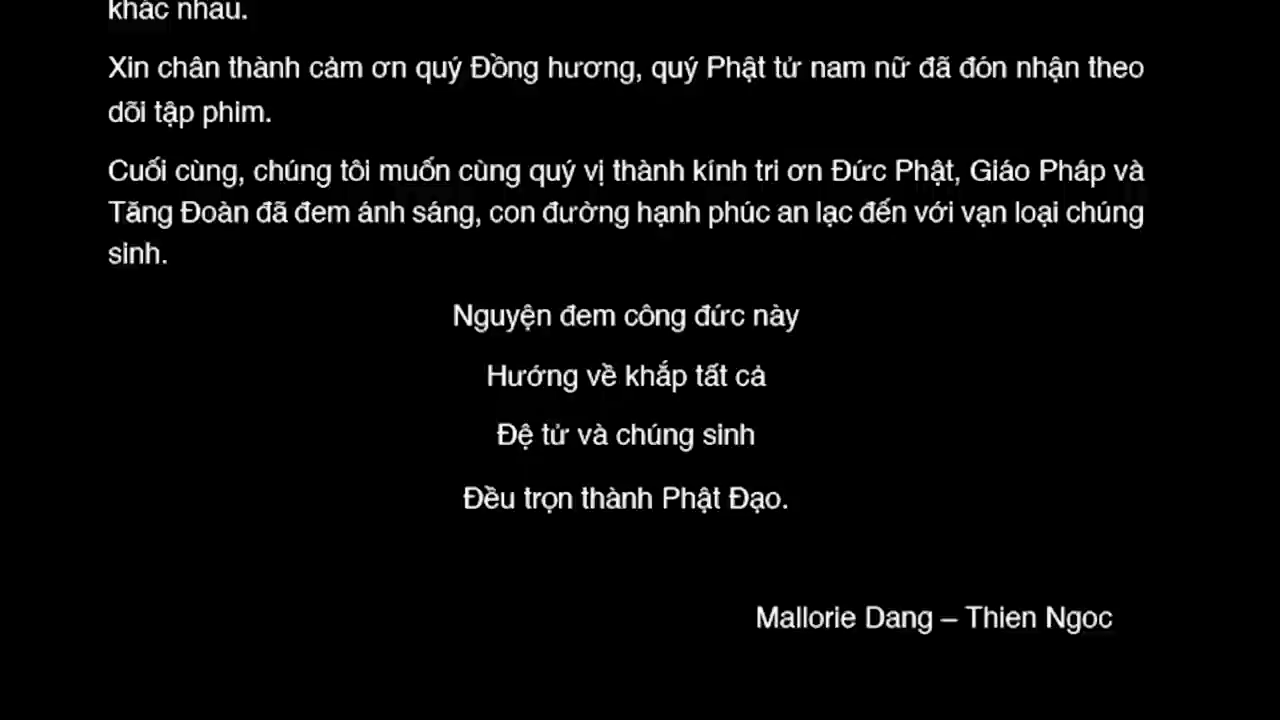 khác nhau.
Xin chân thành cảm ơn quý Đồng hương, quý Phật tử nam nữ đã đón nhận theo
dõi tập phim.
Cuối cùng, chúng tôi muốn cùng quý vị thành kính tri ơn Đức Phật, Giáo Pháp và
Tăng Đoàn đã đem ánh sáng, con đường hạnh phúc an lạc đến với vạn loại chúng
sinh.
Nguyện đem công đức này
Hướng về khắp tất cả
Đệ tử và chúng sinh
Đều trọn thành Phật Đạo.
Mallorie Dang – Thien Ngoc